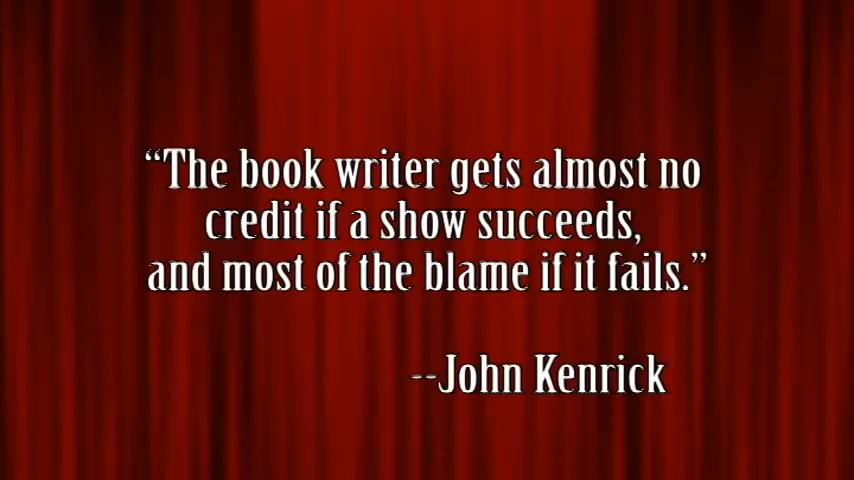 “The book writer gets almost no
credit if a show succeeds,
and most of the blame if it fails.”
--John Kenrick